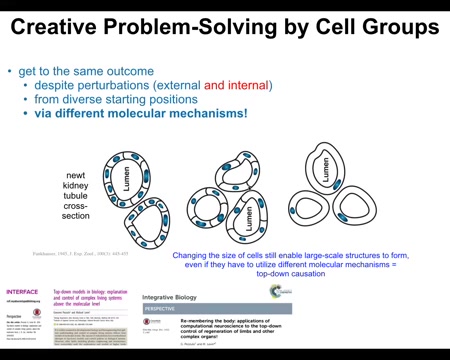 Creative Problem-Solving by Cell Groups
• get to the same outcome
• despite perturbations (external and internal)
• from diverse starting positions
• via different molecular mechanisms!
newt
kidney
tubule
cross-
section
Lumen
Lumen
Lumen
Lumen
Fankhauser, 1945, J. Exp. Zool., 100(3): 445-455
Changing the size of cells still enable large-scale structures to form,
even if they have to utilize different molecular mechanisms =
top-down causation
INTERFACE
Top-down models in biology: explanation
and control of complex living systems
above the molecular level
Perspective
Integrative Biology
PERSPECTIVE
Re-membering the body: applications of
computational neuroscience to the top-down
control of regeneration of limbs and other
complex organs†